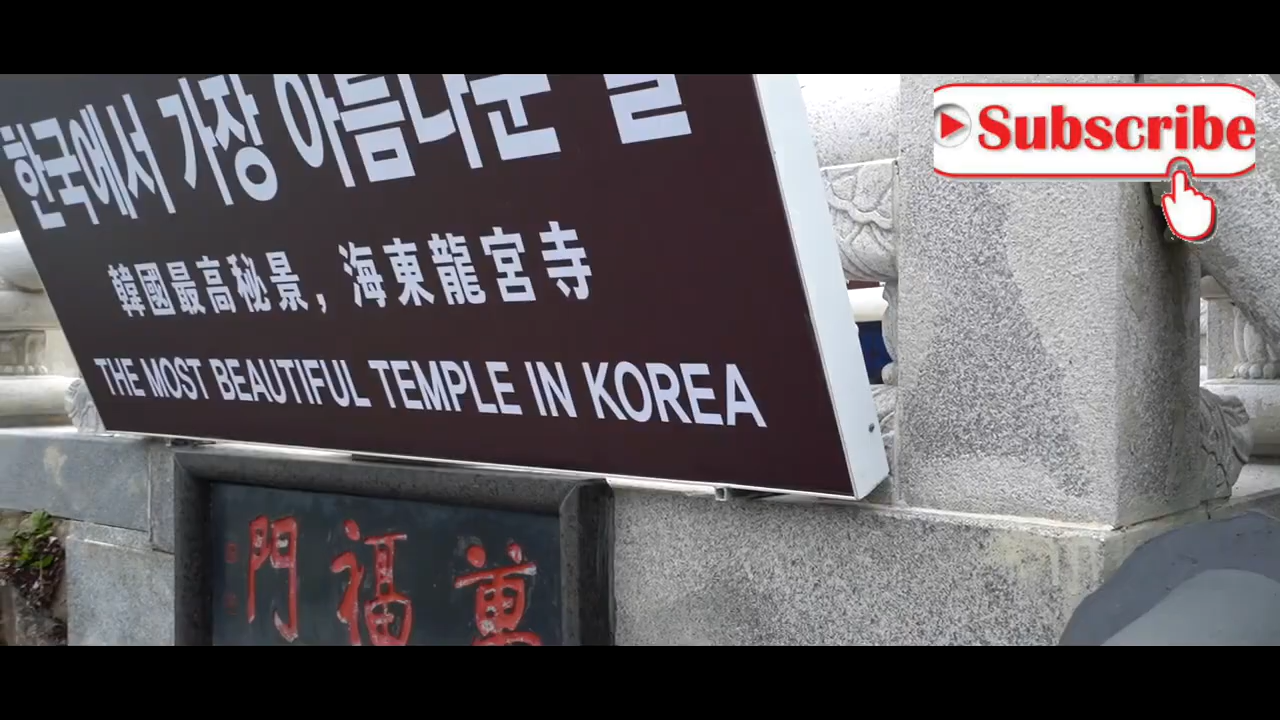 한국에서 가장 아름다운
韓國最高秘景, 海東龍宮寺
THE MOST BEAUTIFUL TEMPLE IN KOREA
門福萬
Subscribe